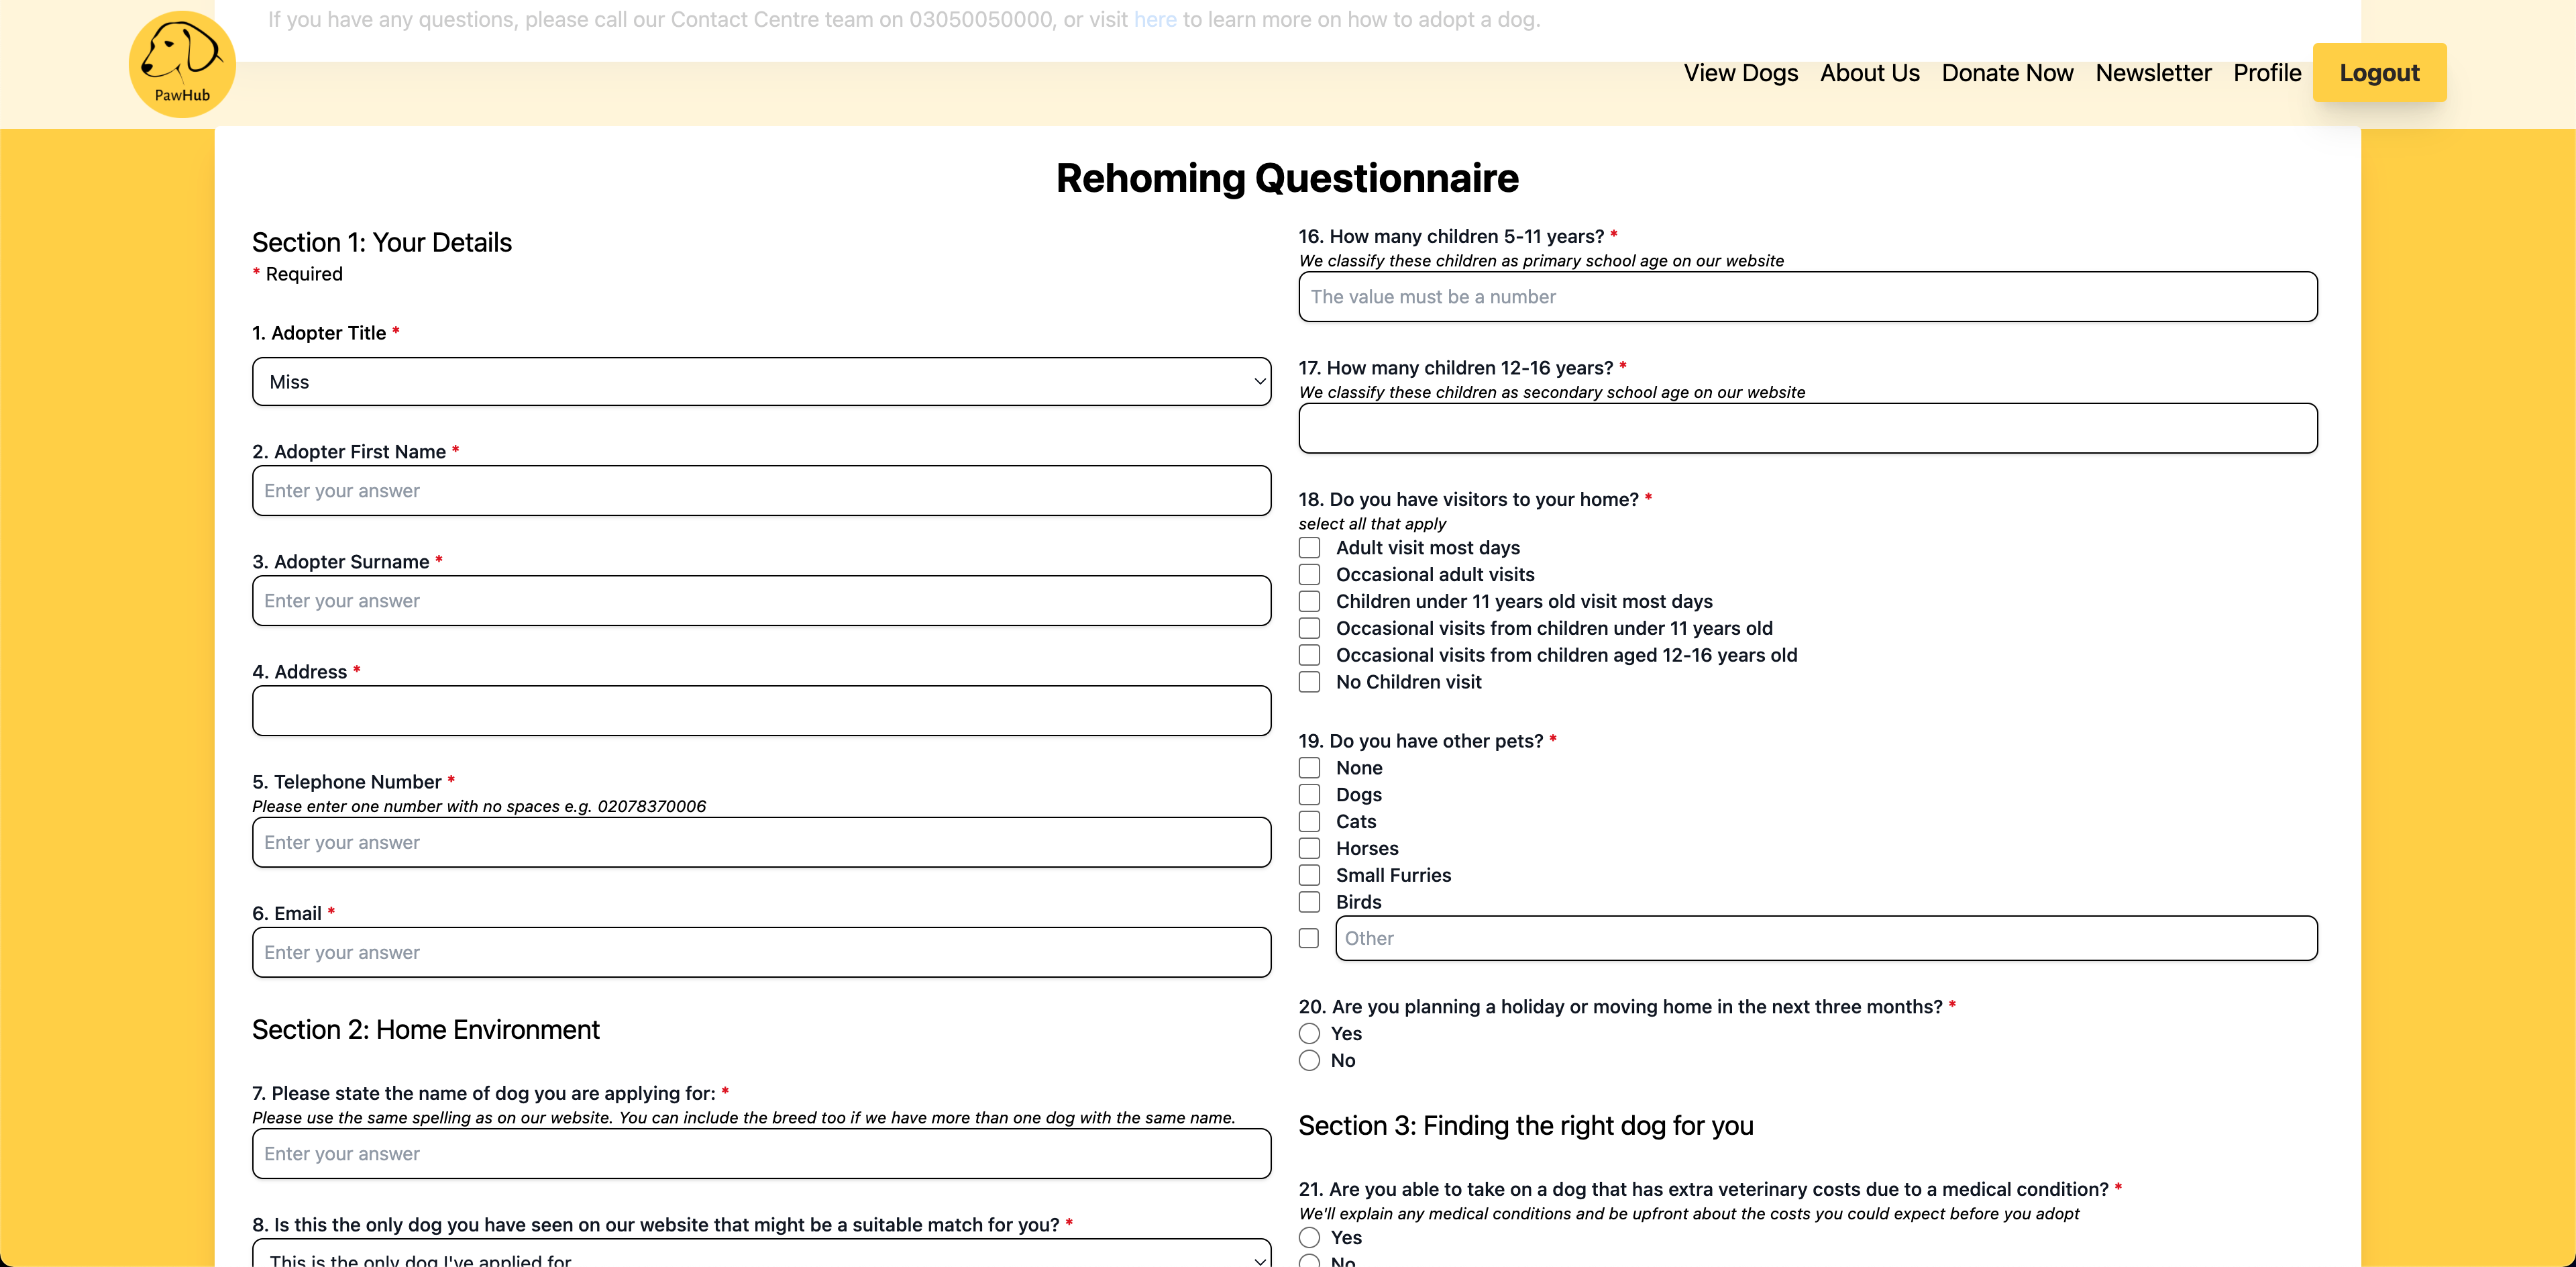 If you have any questions, please call our Contact Centre team on 03050050000, or visit here to learn more on how to adopt a dog.
PawHub
View Dogs About Us Donate Now Newsletter Profile Logout
Rehoming Questionnaire
Section 1: Your Details
* Required
1. Adopter Title *
Miss
2. Adopter First Name *
Enter your answer
3. Adopter Surname *
Enter your answer
4. Address *
5. Telephone Number *
Please enter one number with no spaces e.g. 02078370006
Enter your answer
6. Email *
Enter your answer
Section 2: Home Environment
7. Please state the name of dog you are applying for: *
Please use the same spelling as on our website. You can include the breed too if we have more than one dog with the same name.
Enter your answer
8. Is this the only dog you have seen on our website that might be a suitable match for you? *
This is the only dog I've applied for
16. How many children 5-11 years? *
We classify these children as primary school age on our website
The value must be a number
17. How many children 12-16 years? *
We classify these children as secondary school age on our website
18. Do you have visitors to your home? *
select all that apply
Adult visit most days
Occasional adult visits
Children under 11 years old visit most days
Occasional visits from children under 11 years old
Occasional visits from children aged 12-16 years old
No Children visit
19. Do you have other pets? *
None
Dogs
Cats
Horses
Small Furries
Birds
Other
20. Are you planning a holiday or moving home in the next three months? *
Yes
No
Section 3: Finding the right dog for you
21. Are you able to take on a dog that has extra veterinary costs due to a medical condition? *
We'll explain any medical conditions and be upfront about the costs you could expect before you adopt
Yes
No